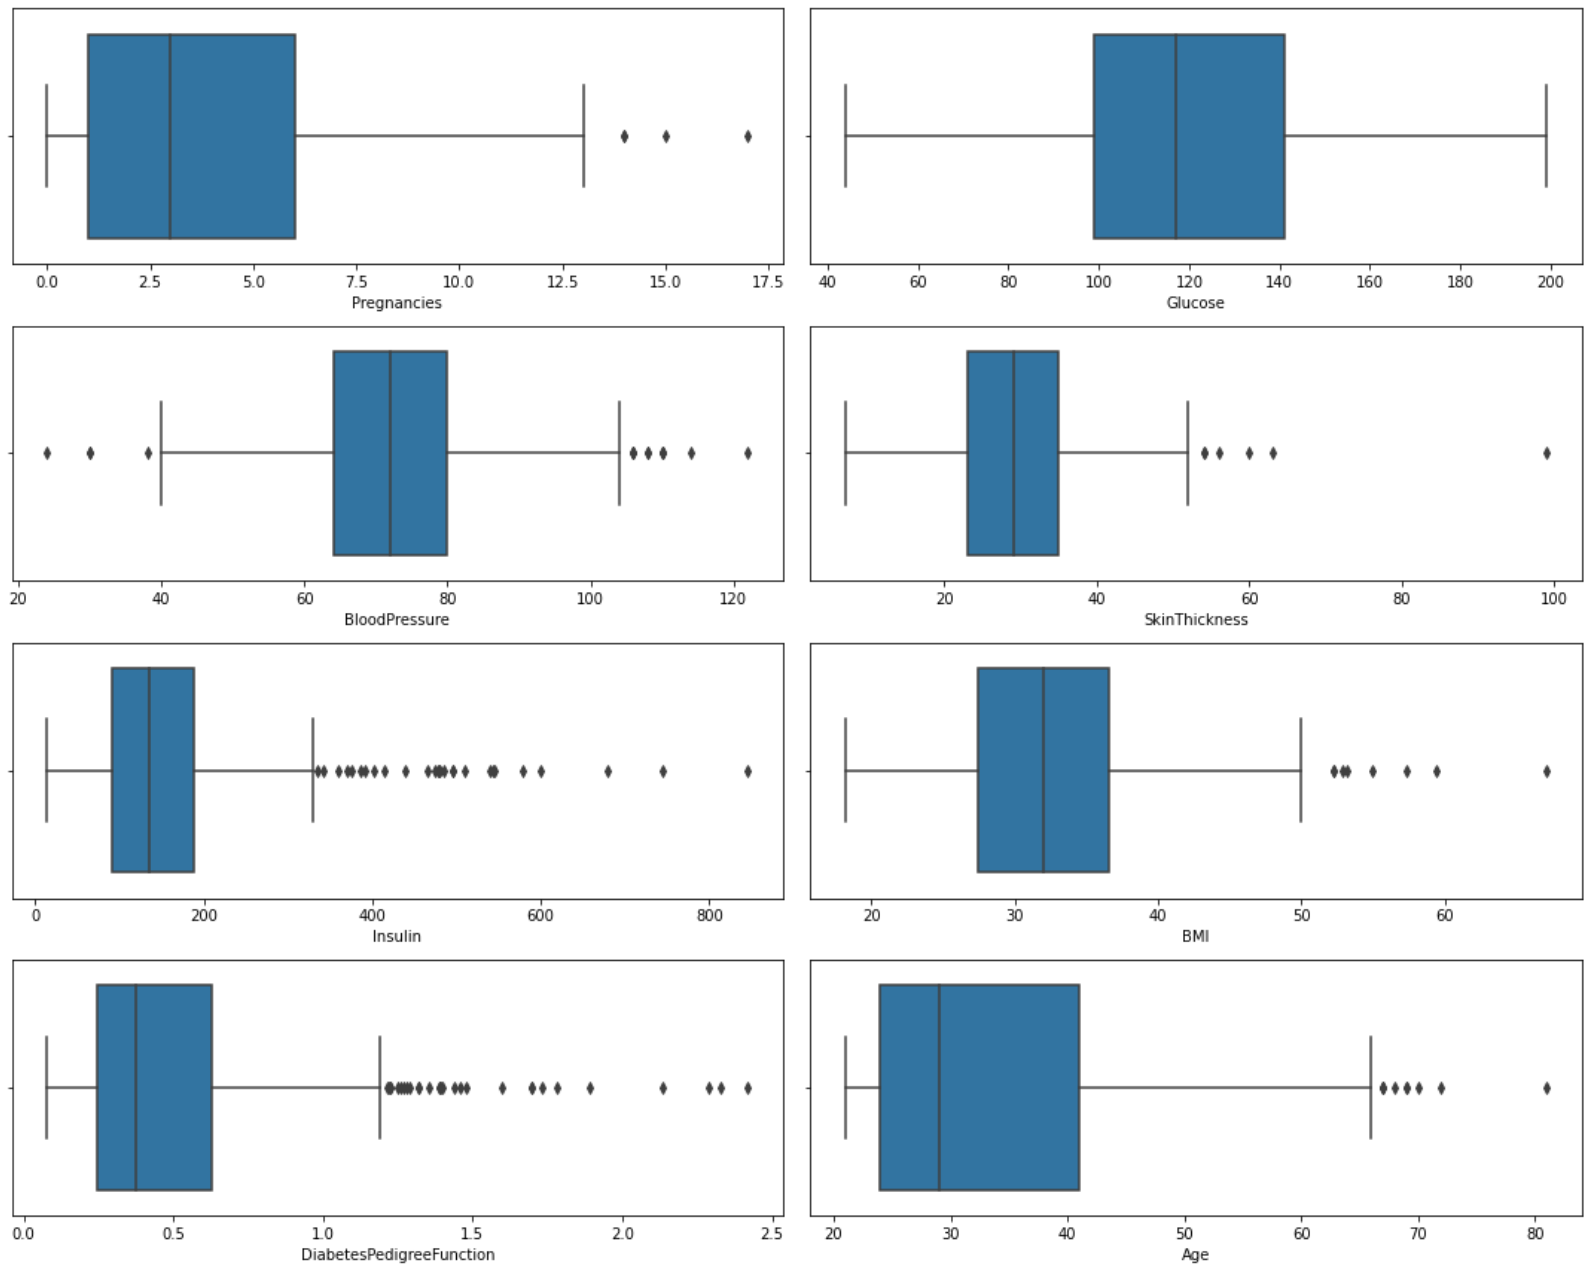 0.0 2.5 5.0 7.5 10.0 12.5 15.0 17.5
Pregnancies
40 60 80 100 120 140 160 180 200
Glucose
20 40 60 80 100 120
BloodPressure
20 40 60 80 100
SkinThickness
0 200 400 600 800
Insulin
20 30 40 50 60
BMI
0.0 0.5 1.0 1.5 2.0 2.5
DiabetesPedigreeFunction
20 30 40 50 60 70 80
Age